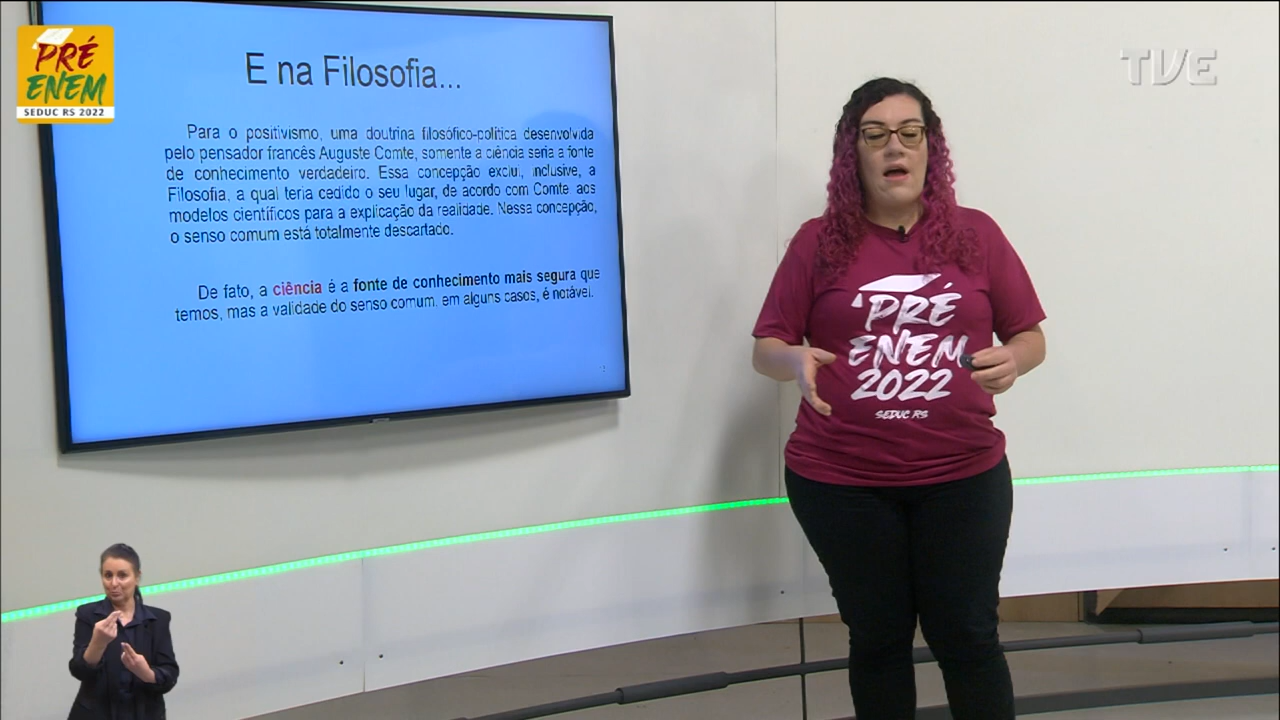 PRÉ
ENEM
SEDUC RS 2022
TVE
E na Filosofia...
Para o positivismo, uma doutrina filosófico-política desenvolvida
pelo pensador francês Auguste Comte, somente a ciência seria a fonte
de conhecimento verdadeiro. Essa concepção exclui, inclusive, a
Filosofia, a qual teria cedido o seu lugar, de acordo com Comte, aos
modelos científicos para a explicação da realidade. Nessa concepção,
o senso comum está totalmente descartado.
De fato, a ciência é a fonte de conhecimento mais segura que
temos, mas a validade do senso comum, em alguns casos, é notável.
PRÉ
ENEM
2022
SEDUC RS